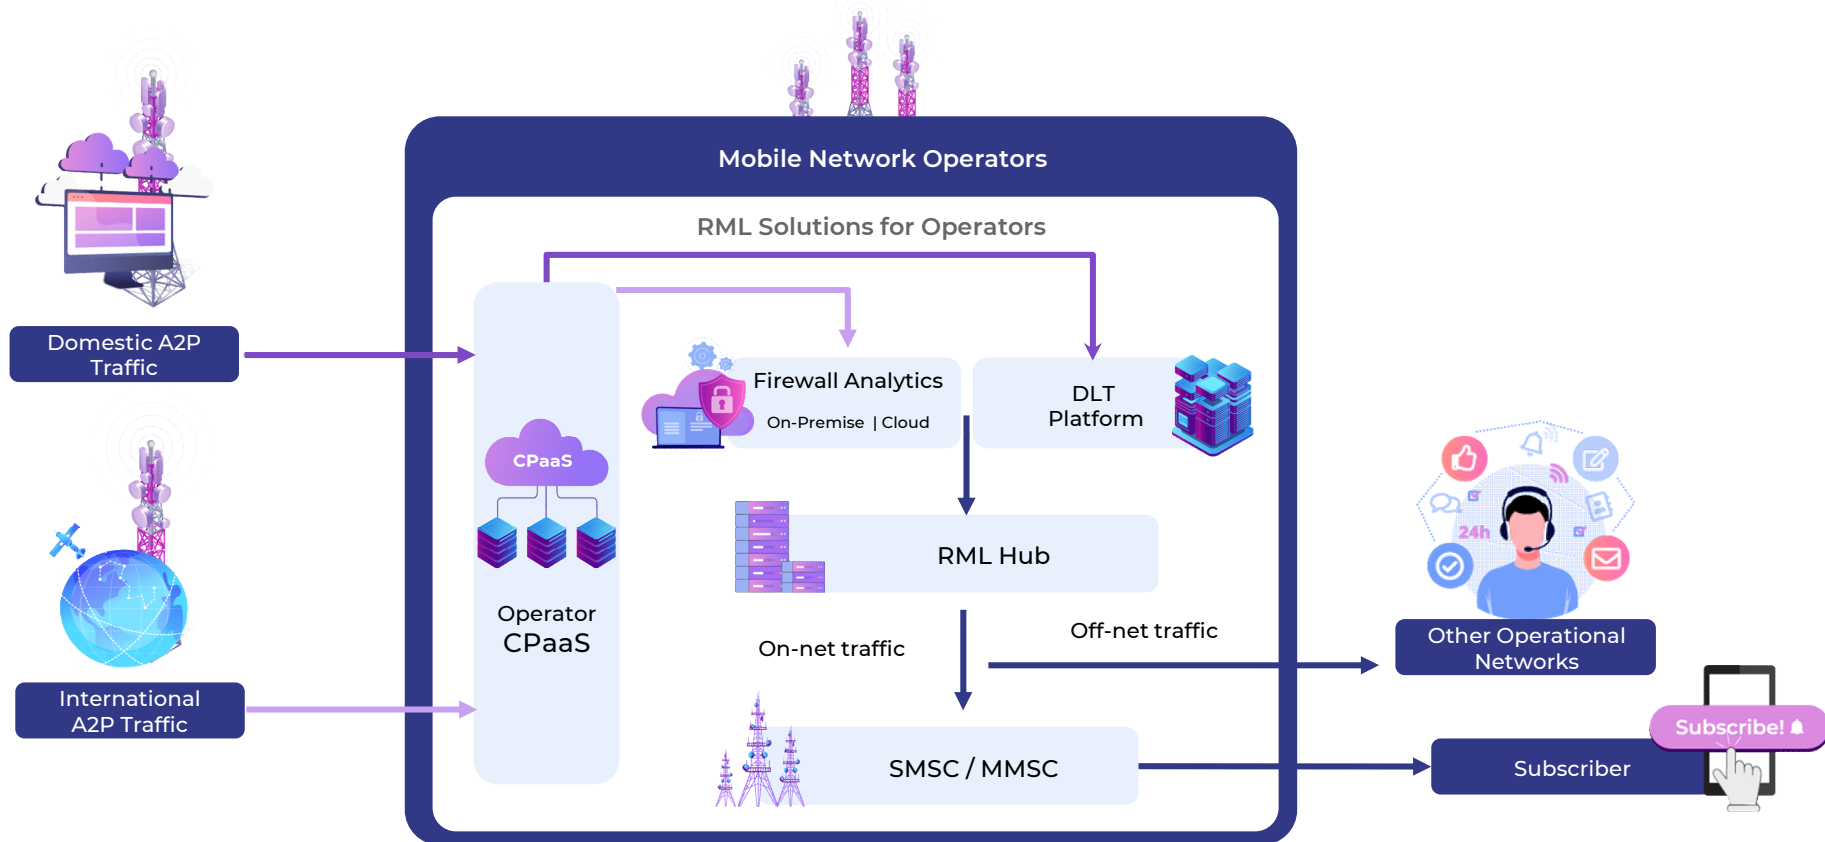 Mobile Network Operators
RML Solutions for Operators
Domestic A2P
Traffic
International
A2P Traffic
CPaaS
Operator
CPaaS
Firewall Analytics
On-Premise | Cloud
DLT
Platform
RML Hub
On-net traffic
Off-net traffic
SMSC / MMSC
24h
Other Operational
Networks
Subscribe!
Subscriber